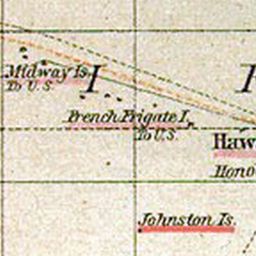 Midway Is.
To U.S.
I
French Frigate I.
To U.S.
Haw
Hono
Johnston Is.